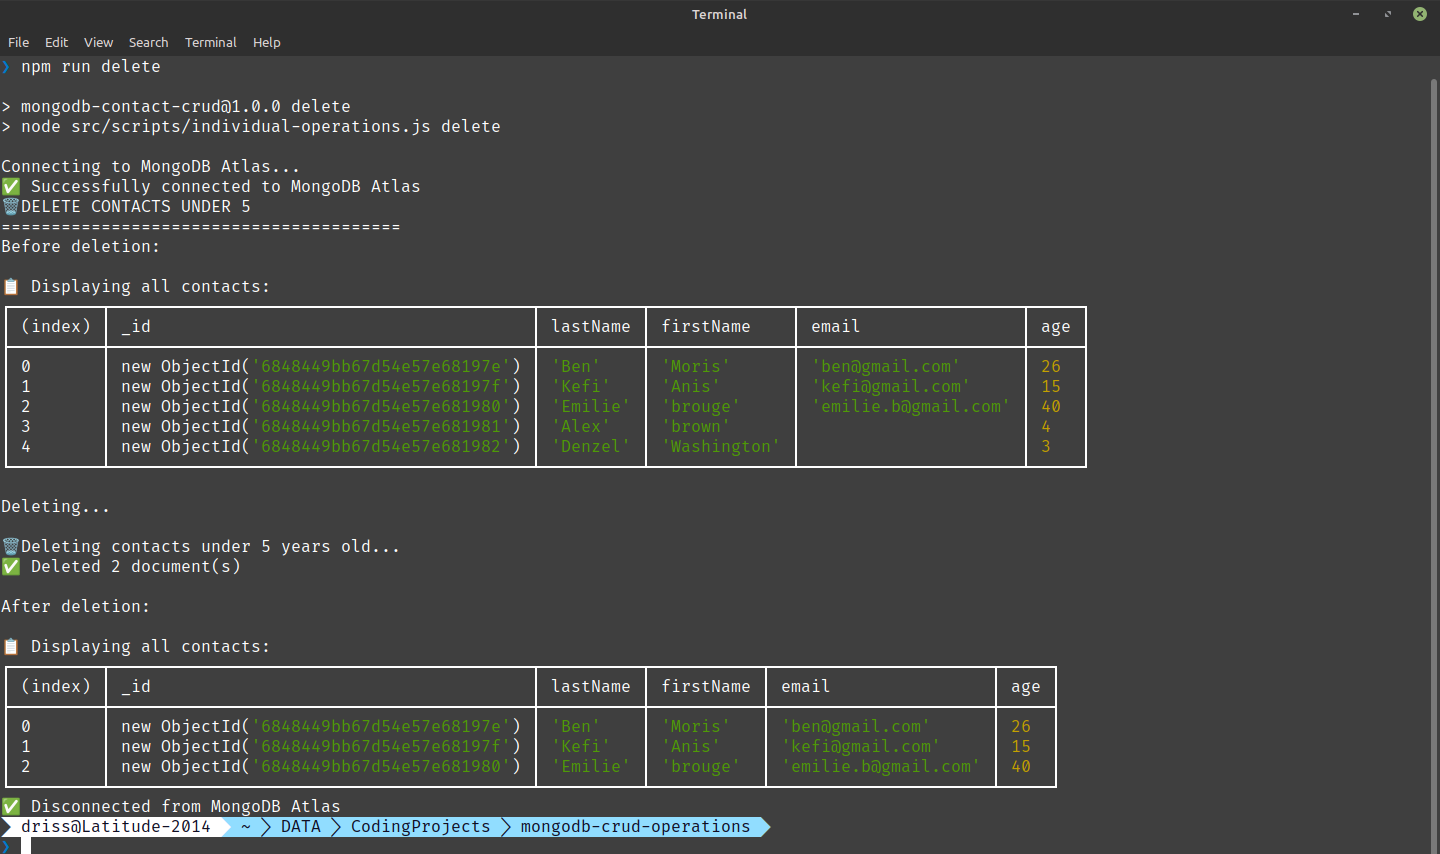 Terminal
File Edit View Search Terminal Help
❯ npm run delete
> mongodb-contact-crud@1.0.0 delete
> node src/scripts/individual-operations.js delete
Connecting to MongoDB Atlas...
✅ Successfully connected to MongoDB Atlas
🗑️DELETE CONTACTS UNDER 5
========================================
Before deletion:
📋 Displaying all contacts:
(index) _id lastName firstName email age
0 new ObjectId('6848449bb67d54e57e68197e') 'Ben' 'Moris' 'ben@gmail.com' 26
1 new ObjectId('6848449bb67d54e57e68197f') 'Kefi' 'Anis' 'kefi@gmail.com' 15
2 new ObjectId('6848449bb67d54e57e681980') 'Emilie' 'brouge' 'emilie.b@gmail.com' 40
3 new ObjectId('6848449bb67d54e57e681981') 'Alex' 'brown' 4
4 new ObjectId('6848449bb67d54e57e681982') 'Denzel' 'Washington' 3
Deleting...
🗑️Deleting contacts under 5 years old...
✅ Deleted 2 document(s)
After deletion:
📋 Displaying all contacts:
(index) _id lastName firstName email age
0 new ObjectId('6848449bb67d54e57e68197e') 'Ben' 'Moris' 'ben@gmail.com' 26
1 new ObjectId('6848449bb67d54e57e68197f') 'Kefi' 'Anis' 'kefi@gmail.com' 15
2 new ObjectId('6848449bb67d54e57e681980') 'Emilie' 'brouge' 'emilie.b@gmail.com' 40
✅ Disconnected from MongoDB Atlas
driss@Latitude-2014 ~ DATA CodingProjects mongodb-crud-operations
❯